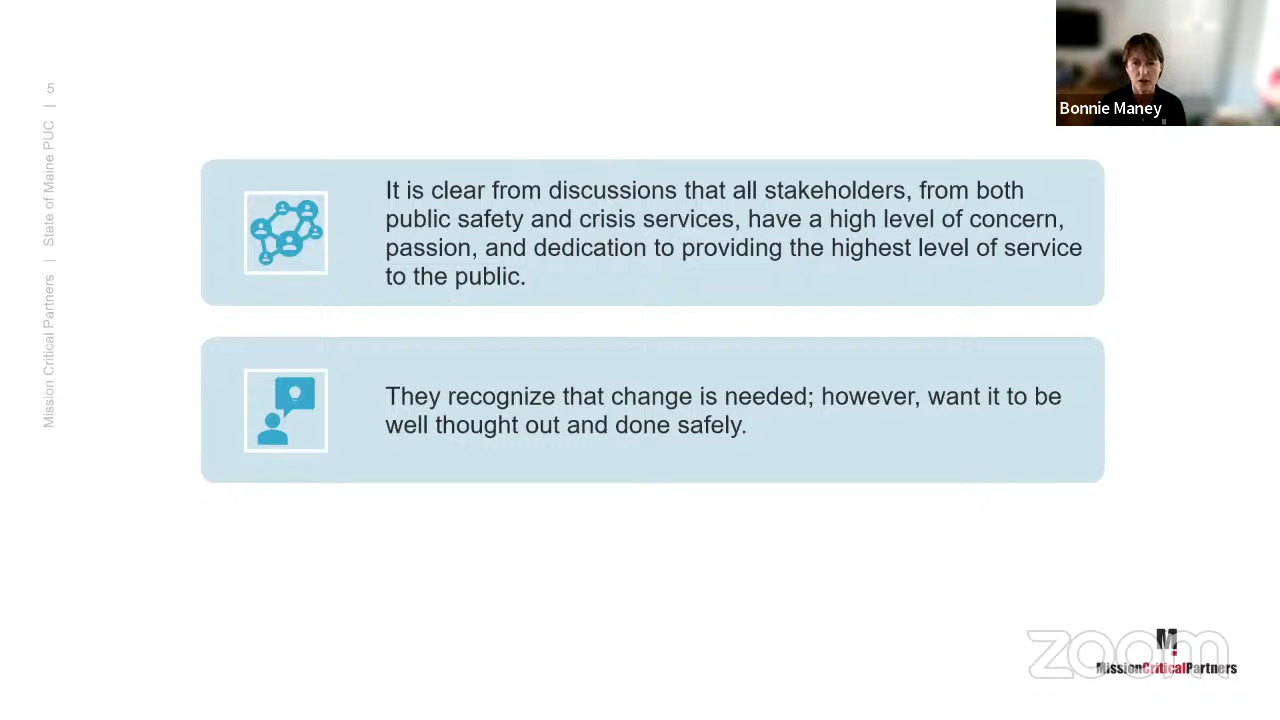 Bonnie Maney
Mission Critical Partners | State of Maine PUC | 5
It is clear from discussions that all stakeholders, from both
public safety and crisis services, have a high level of concern,
passion, and dedication to providing the highest level of service
to the public.
They recognize that change is needed; however, want it to be
well thought out and done safely.
zoom
M
MissionCriticalPartners